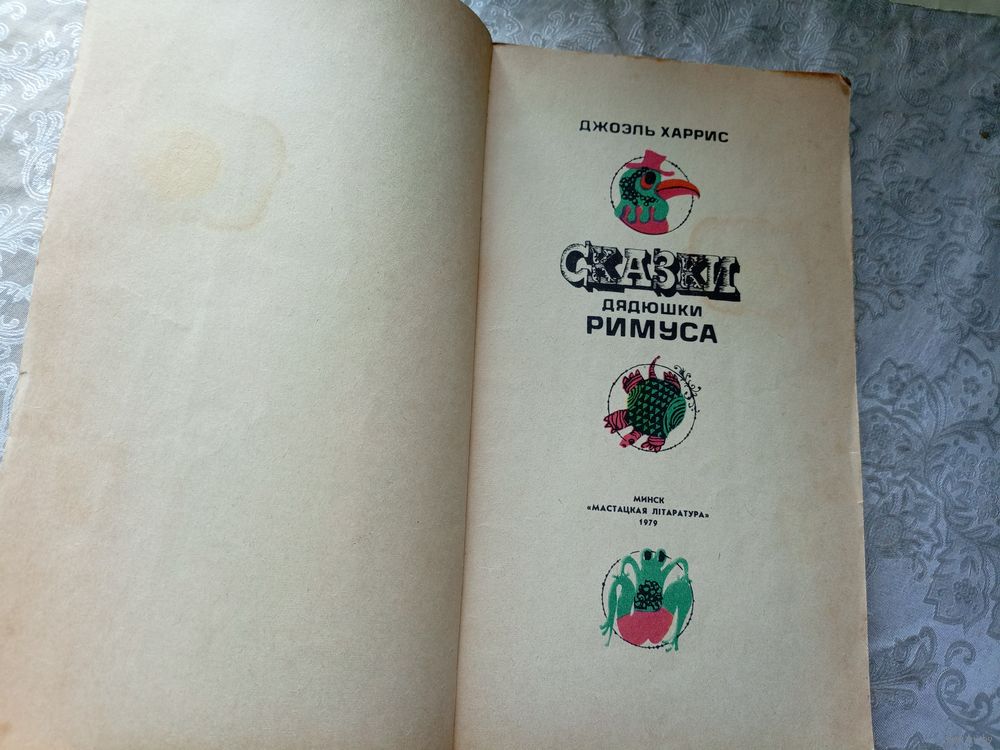 ДЖОЭЛЬ ХАРРИС
СКАЗКИ
ДЯДЮШКИ
РИМУСА
МИНСК
«МАСТАЦКАЯ ЛІТАРАТУРА»
1979